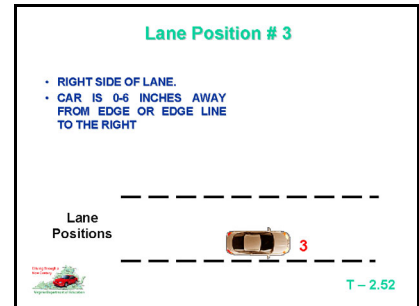 Lane Position # 3
• RIGHT SIDE OF LANE.
• CAR IS 0-6 INCHES AWAY
FROM EDGE OR EDGE LINE
TO THE RIGHT
Lane
Positions
3
T – 2.52